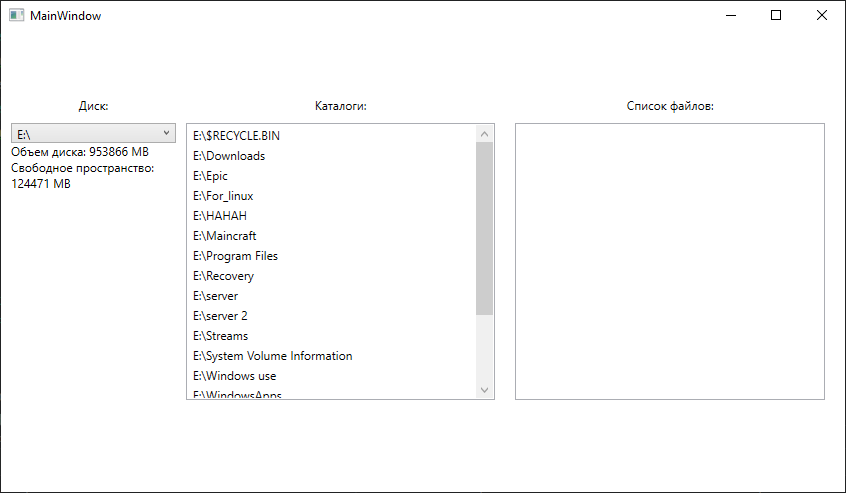 MainWindow
Диск:
Каталоги:
Список файлов:
E:\
Объем диска: 953866 MB
Свободное пространство:
124471 MB
E:\$RECYCLE.BIN
E:\Downloads
E:\Epic
E:\For_linux
E:\HAHAH
E:\Maincraft
E:\Program Files
E:\Recovery
E:\server
E:\server 2
E:\Streams
E:\System Volume Information
E:\Windows use
E:\WindowsApps